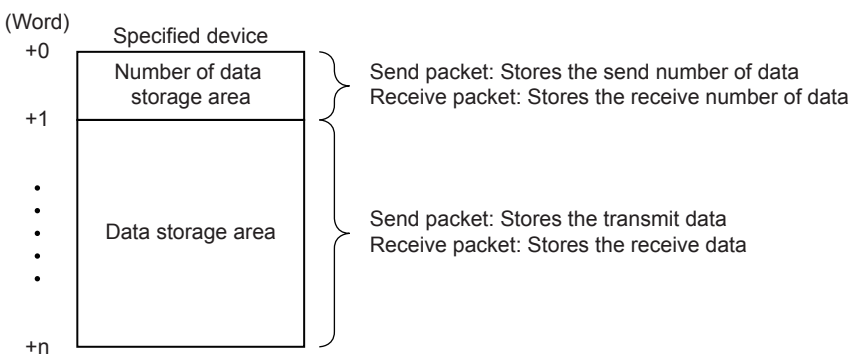 (Word)
Specified device
+0
Number of data
storage area
Send packet: Stores the send number of data
Receive packet: Stores the receive number of data
+1
Data storage area
Send packet: Stores the transmit data
Receive packet: Stores the receive data
+n